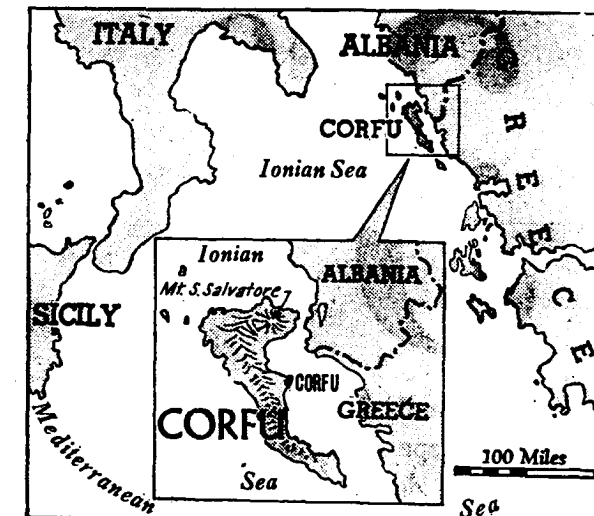 ITALY
ALBANIA
GREECE
CORFU
Ionian Sea
SICILY
Mediterranean
Sea
100 Miles
Ionian
Mt. S. Salvatore
ALBANIA
CORFU
GREECE
CORFU
Sea